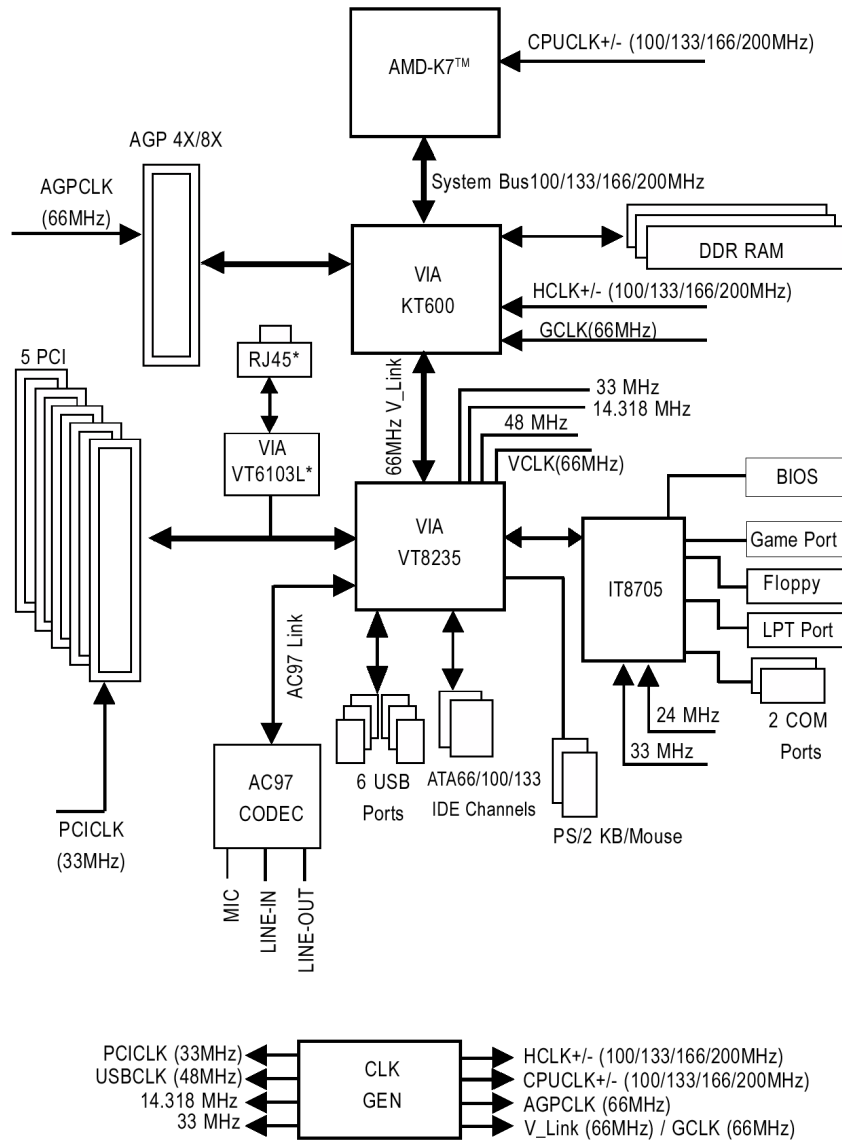 AMD-K7™
CPUCLK+/- (100/133/166/200MHz)
AGP 4X/8X
System Bus100/133/166/200MHz
AGPCLK
(66MHz)
VIA
KT600
DDR RAM
HCLK+/- (100/133/166/200MHz)
GCLK(66MHz)
5 PCI
RJ45*
66MHz V_Link
33 MHz
14.318 MHz
48 MHz
VCLK(66MHz)
VIA
VT6103L*
VIA
VT8235
BIOS
Game Port
IT8705
Floppy
LPT Port
2 COM
Ports
24 MHz
33 MHz
AC97 Link
AC97
CODEC
6 USB
Ports
ATA66/100/133
IDE Channels
PS/2 KB/Mouse
PCICLK
(33MHz)
MIC
LINE-IN
LINE-OUT
CLK
GEN
PCICLK (33MHz)
USBCLK (48MHz)
14.318 MHz
33 MHz
HCLK+/- (100/133/166/200MHz)
CPUCLK+/- (100/133/166/200MHz)
AGPCLK (66MHz)
V_Link (66MHz) / GCLK (66MHz)